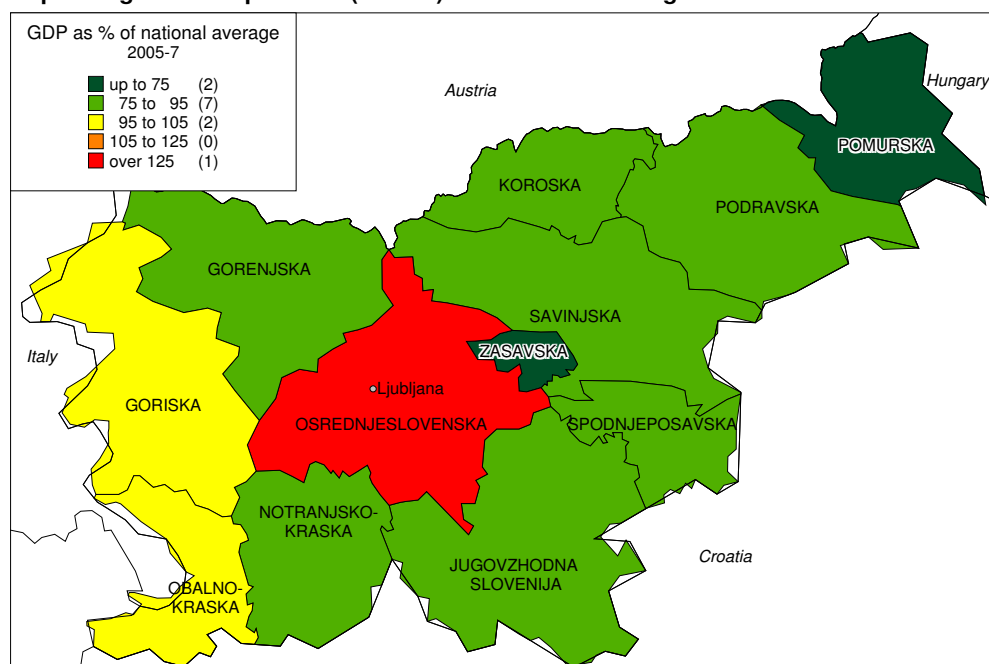 GDP as % of national average
2005-7
up to 75 (2)
75 to 95 (7)
95 to 105 (2)
105 to 125 (0)
over 125 (1)
Austria
Hungary
POMURSKA
KOROSKA
PODRAVSKA
GORENJSKA
SAVINJSKA
Italy
ZASAVSKA
Ljubljana
GORISKA
OSREDNJESLOVENSKA
SPODNJEPOSAVSKA
NOTRANJSKO-
KRASKA
Croatia
JUGOVZHODNA
SLOVENIJA
OBALNO-
KRASKA